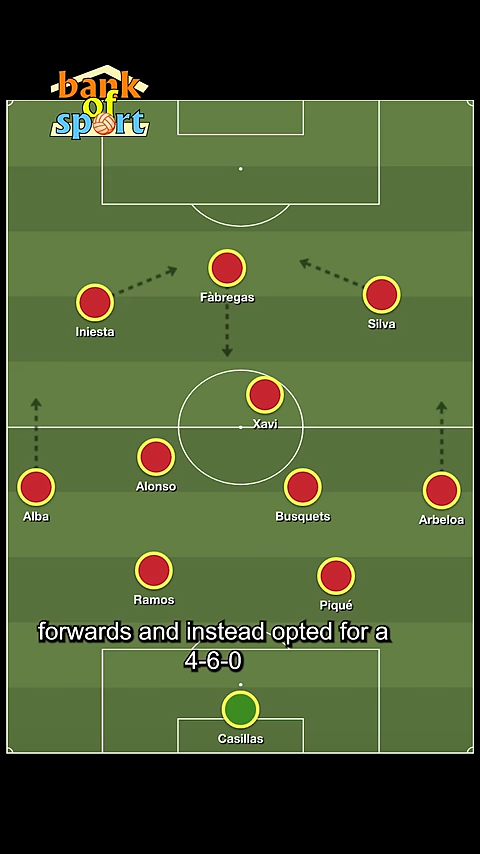 bank
of
sport
Fàbregas
Iniesta
Silva
Xavi
Alonso
Alba
Busquets
Arbeloa
Ramos
Piqué
forwards and instead opted for a
4-6-0
Casillas